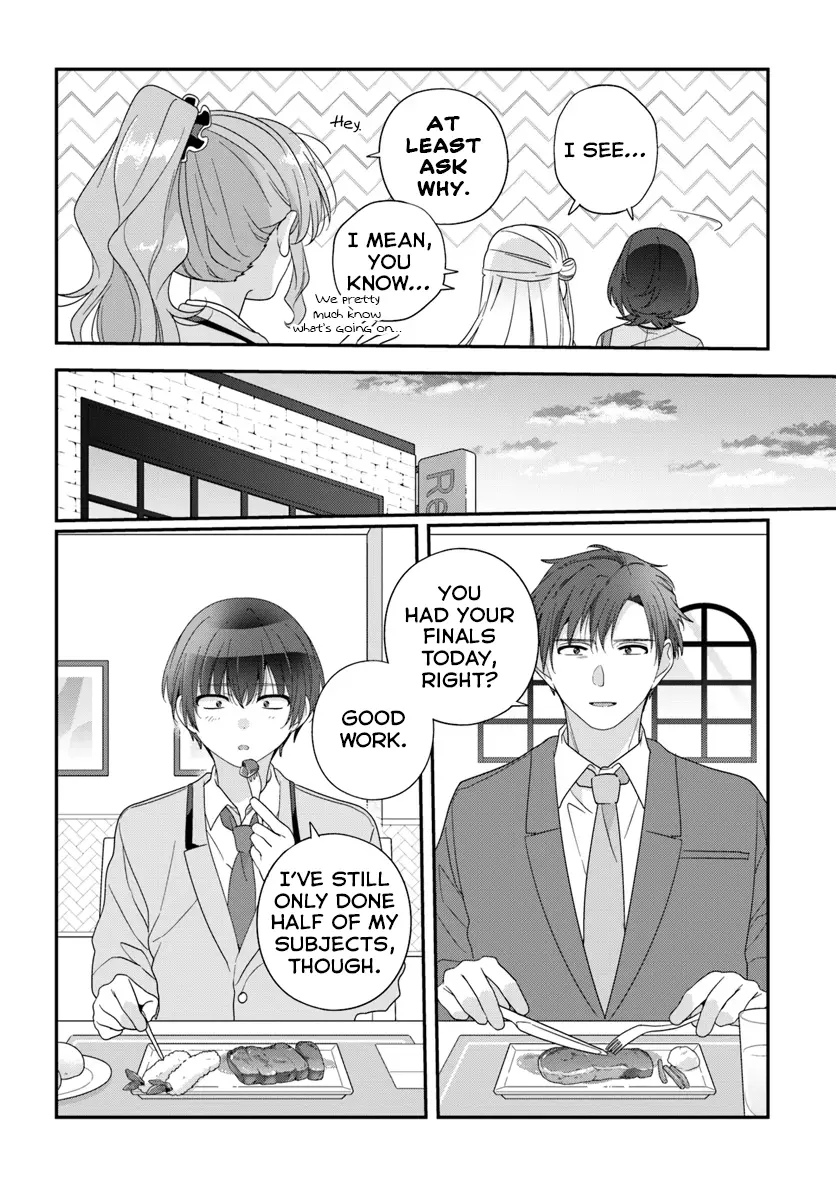 I SEE...
AT
LEAST
ASK
WHY.
Hey.
I MEAN,
YOU
KNOW...
We pretty
much know
what's going on...
Re
YOU
HAD YOUR
FINALS
TODAY,
RIGHT?
GOOD
WORK.
I'VE STILL
ONLY DONE
HALF OF MY
SUBJECTS,
THOUGH.